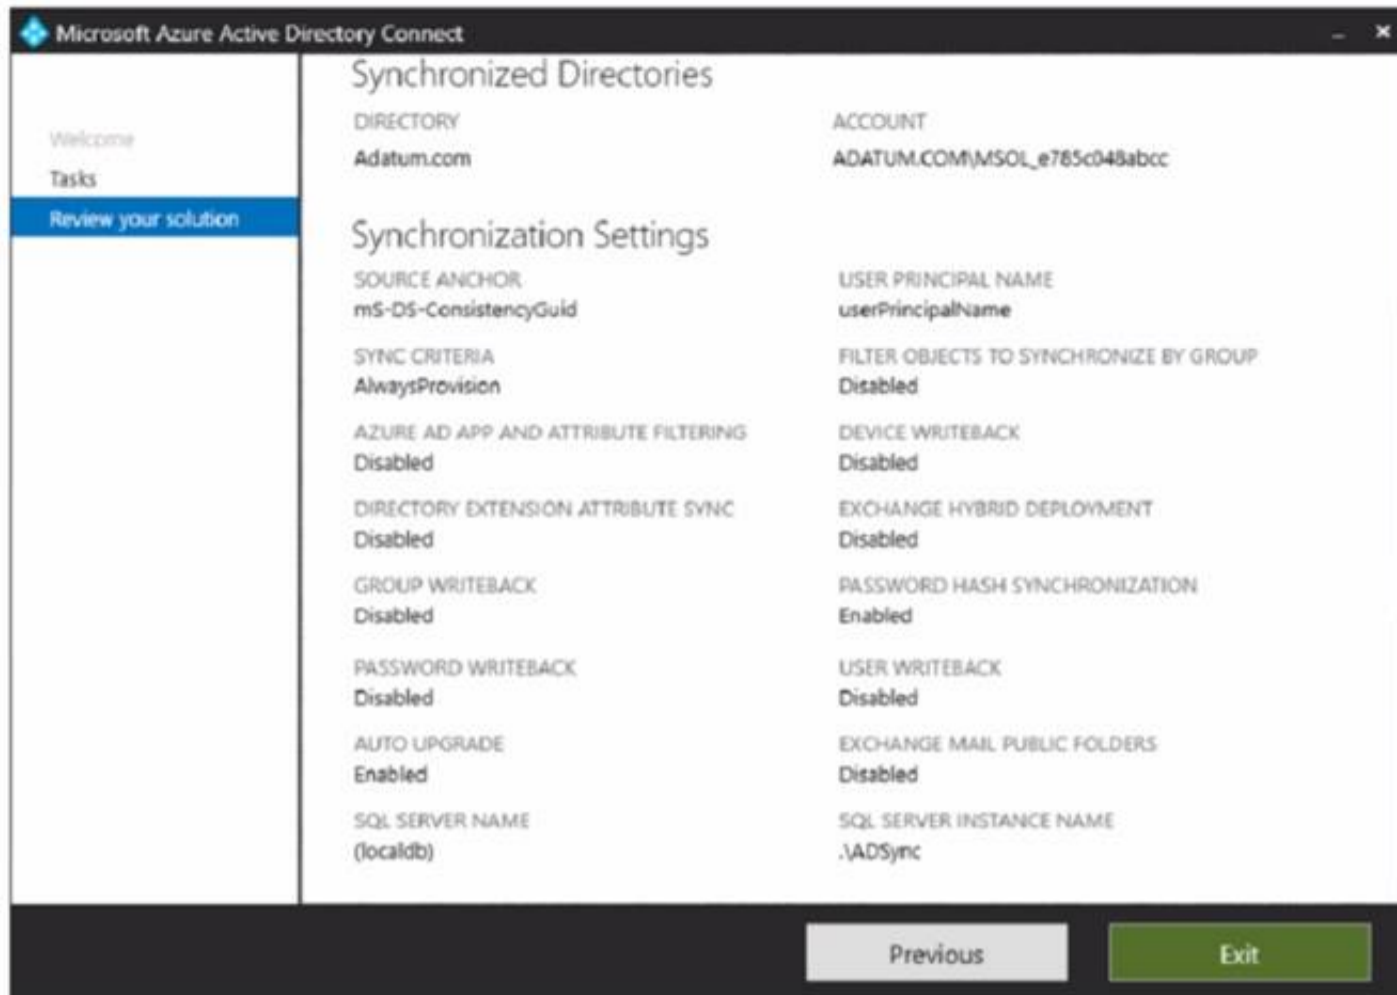 Microsoft Azure Active Directory Connect
Welcome
Tasks
Review your solution
Synchronized Directories
DIRECTORY
Adatum.com
ACCOUNT
ADATUM.COM\MSOL_e785c048abcc
Synchronization Settings
SOURCE ANCHOR
mS-DS-ConsistencyGuid
USER PRINCIPAL NAME
userPrincipalName
SYNC CRITERIA
AlwaysProvision
FILTER OBJECTS TO SYNCHRONIZE BY GROUP
Disabled
AZURE AD APP AND ATTRIBUTE FILTERING
Disabled
DEVICE WRITEBACK
Disabled
DIRECTORY EXTENSION ATTRIBUTE SYNC
Disabled
EXCHANGE HYBRID DEPLOYMENT
Disabled
GROUP WRITEBACK
Disabled
PASSWORD HASH SYNCHRONIZATION
Enabled
PASSWORD WRITEBACK
Disabled
USER WRITEBACK
Disabled
AUTO UPGRADE
Enabled
EXCHANGE MAIL PUBLIC FOLDERS
Disabled
SQL SERVER NAME
(localdb)
SQL SERVER INSTANCE NAME
.\ADSync
Previous
Exit